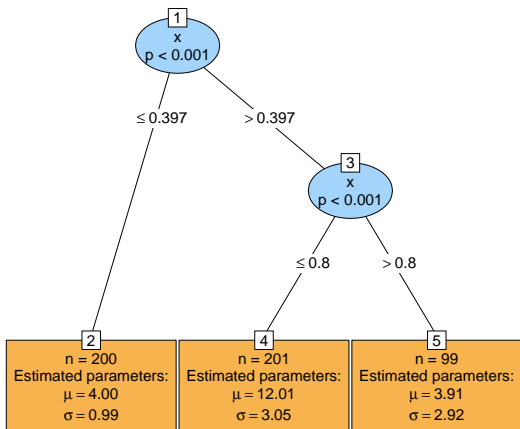 1
x
p < 0.001
≤ 0.397
> 0.397
3
x
p < 0.001
≤ 0.8
> 0.8
2
n = 200
Estimated parameters:
μ = 4.00
σ = 0.99
4
n = 201
Estimated parameters:
μ = 12.01
σ = 3.05
5
n = 99
Estimated parameters:
μ = 3.91
σ = 2.92